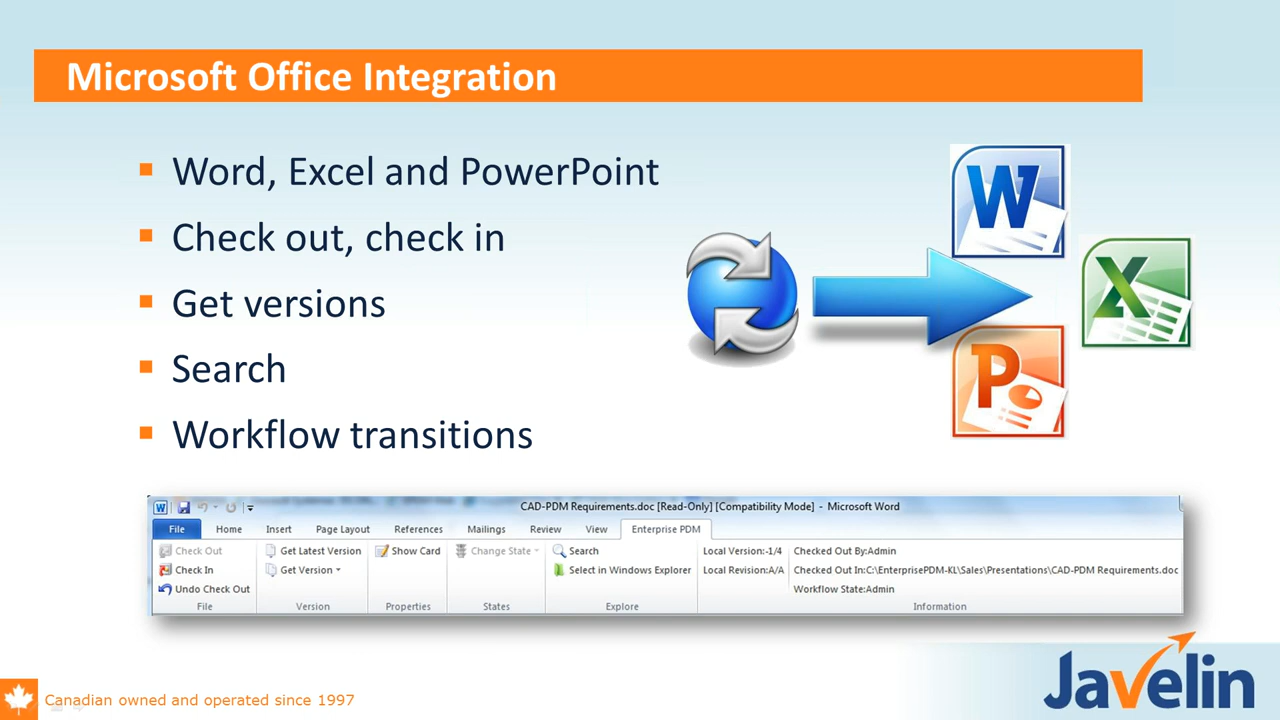 Microsoft Office Integration
Word, Excel and PowerPoint
Check out, check in
Get versions
Search
Workflow transitions
CAD-PDM Requirements.doc [Read-Only] [Compatibility Mode] - Microsoft Word
File Home Insert Page Layout References Mailings Review View Enterprise PDM
Check Out Get Latest Version Show Card Change State Search Local Version:-1/4 Checked Out By:Admin
Check In Get Version Select in Windows Explorer Local Revision:A/A Checked Out In:C:\EnterprisePDM-KL\Sales\Presentations\CAD-PDM Requirements.doc
Undo Check Out Workflow State:Admin
File Version Properties States Explore Information
Canadian owned and operated since 1997
Javelin